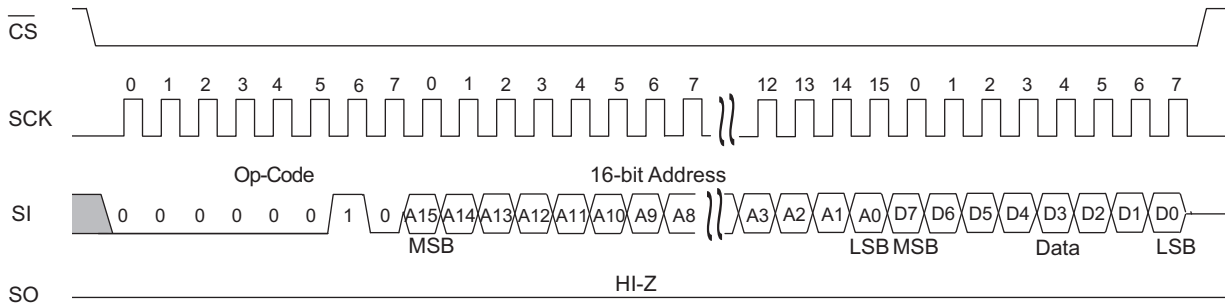 CS
0 1 2 3 4 5 6 7 0 1 2 3 4 5 6 7 12 13 14 15 0 1 2 3 4 5 6 7
SCK
Op-Code 16-bit Address
SI 0 0 0 0 0 0 1 0 A15 A14 A13 A12 A11 A10 A9 A8 A3 A2 A1 A0 D7 D6 D5 D4 D3 D2 D1 D0
MSB LSB MSB Data LSB
HI-Z
SO